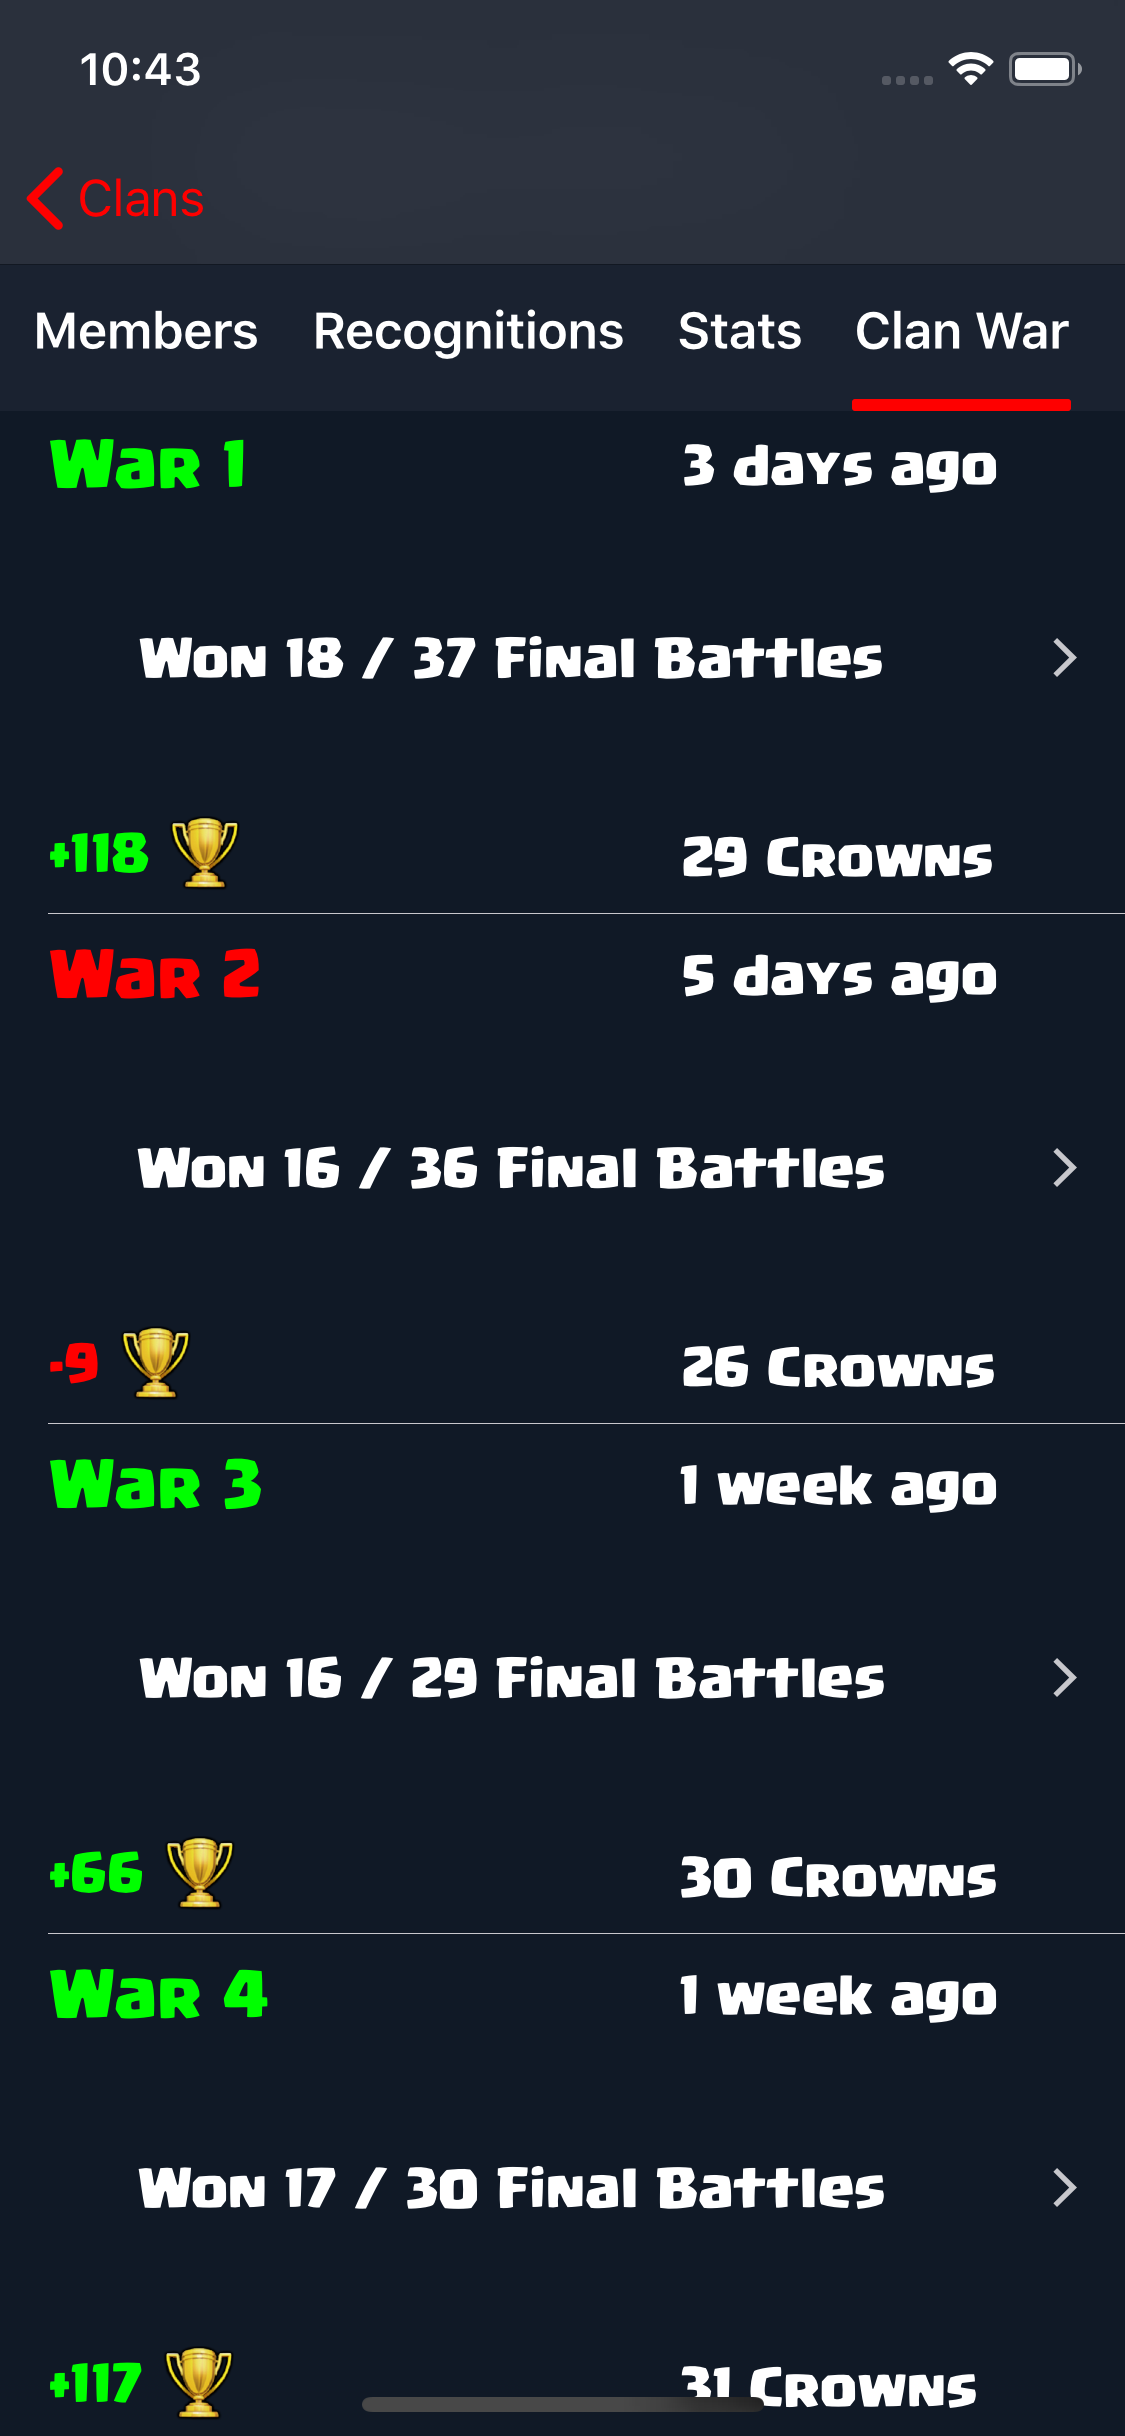 10:43
Clans
Members Recognitions Stats Clan War
War 1 3 days ago
Won 18 / 37 Final Battles
+118 29 Crowns
War 2 5 days ago
Won 16 / 36 Final Battles
-9 26 Crowns
War 3 1 week ago
Won 16 / 29 Final Battles
+66 30 Crowns
War 4 1 week ago
Won 17 / 30 Final Battles
+117 31 Crowns